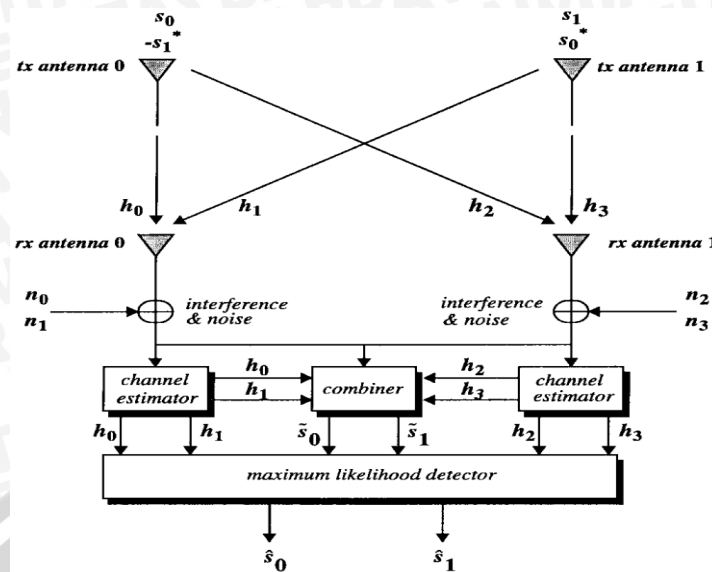 s₀ s₁
-s₁* s₀*
tx antenna 0 tx antenna 1
h₀ h₁ h₂ h₃
rx antenna 0 rx antenna 1
n₀ interference interference n₂
n₁ & noise & noise n₃
channel estimator h₀ combiner h₂ channel estimator
h₁ h₃
h₀ h₁ s̃₀ s̃₁ h₂ h₃
maximum likelihood detector
ŝ₀ ŝ₁